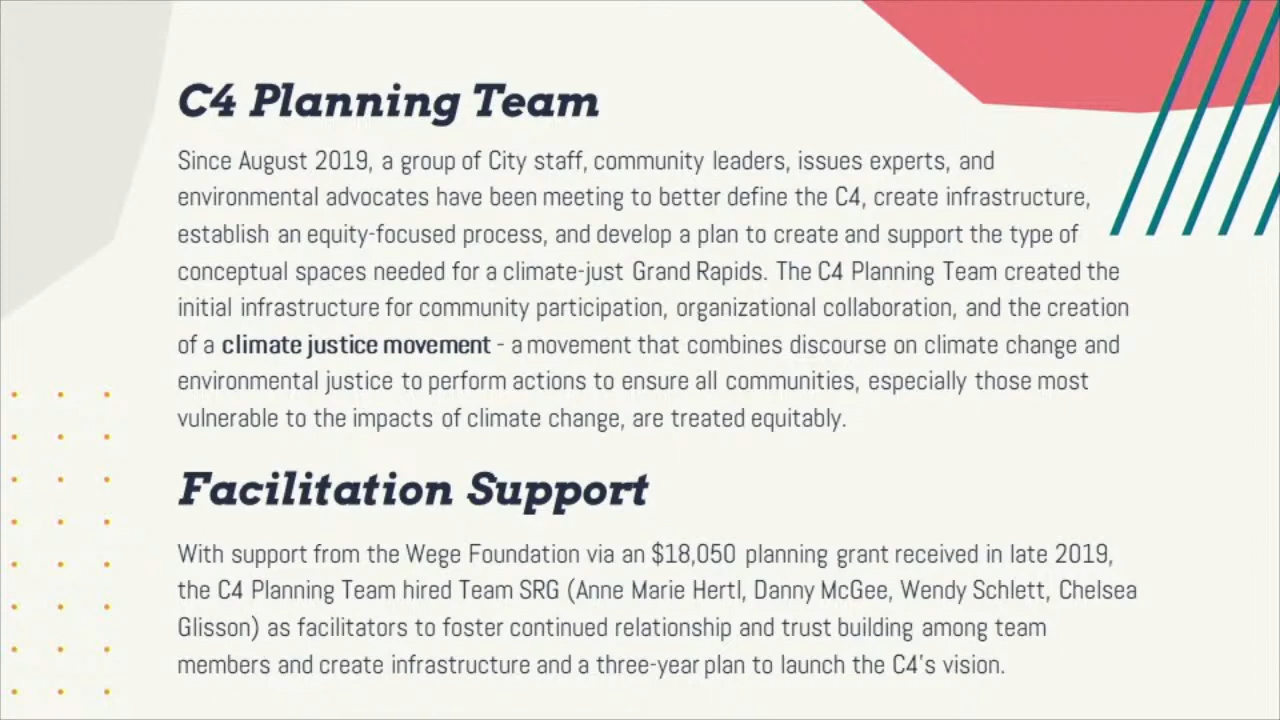 C4 Planning Team
Since August 2019, a group of City staff, community leaders, issues experts, and
environmental advocates have been meeting to better define the C4, create infrastructure,
establish an equity-focused process, and develop a plan to create and support the type of
conceptual spaces needed for a climate-just Grand Rapids. The C4 Planning Team created the
initial infrastructure for community participation, organizational collaboration, and the creation
of a climate justice movement - a movement that combines discourse on climate change and
environmental justice to perform actions to ensure all communities, especially those most
vulnerable to the impacts of climate change, are treated equitably.
Facilitation Support
With support from the Wege Foundation via an $18,050 planning grant received in late 2019,
the C4 Planning Team hired Team SRG (Anne Marie Hertl, Danny McGee, Wendy Schlett, Chelsea
Glisson) as facilitators to foster continued relationship and trust building among team
members and create infrastructure and a three-year plan to launch the C4's vision.